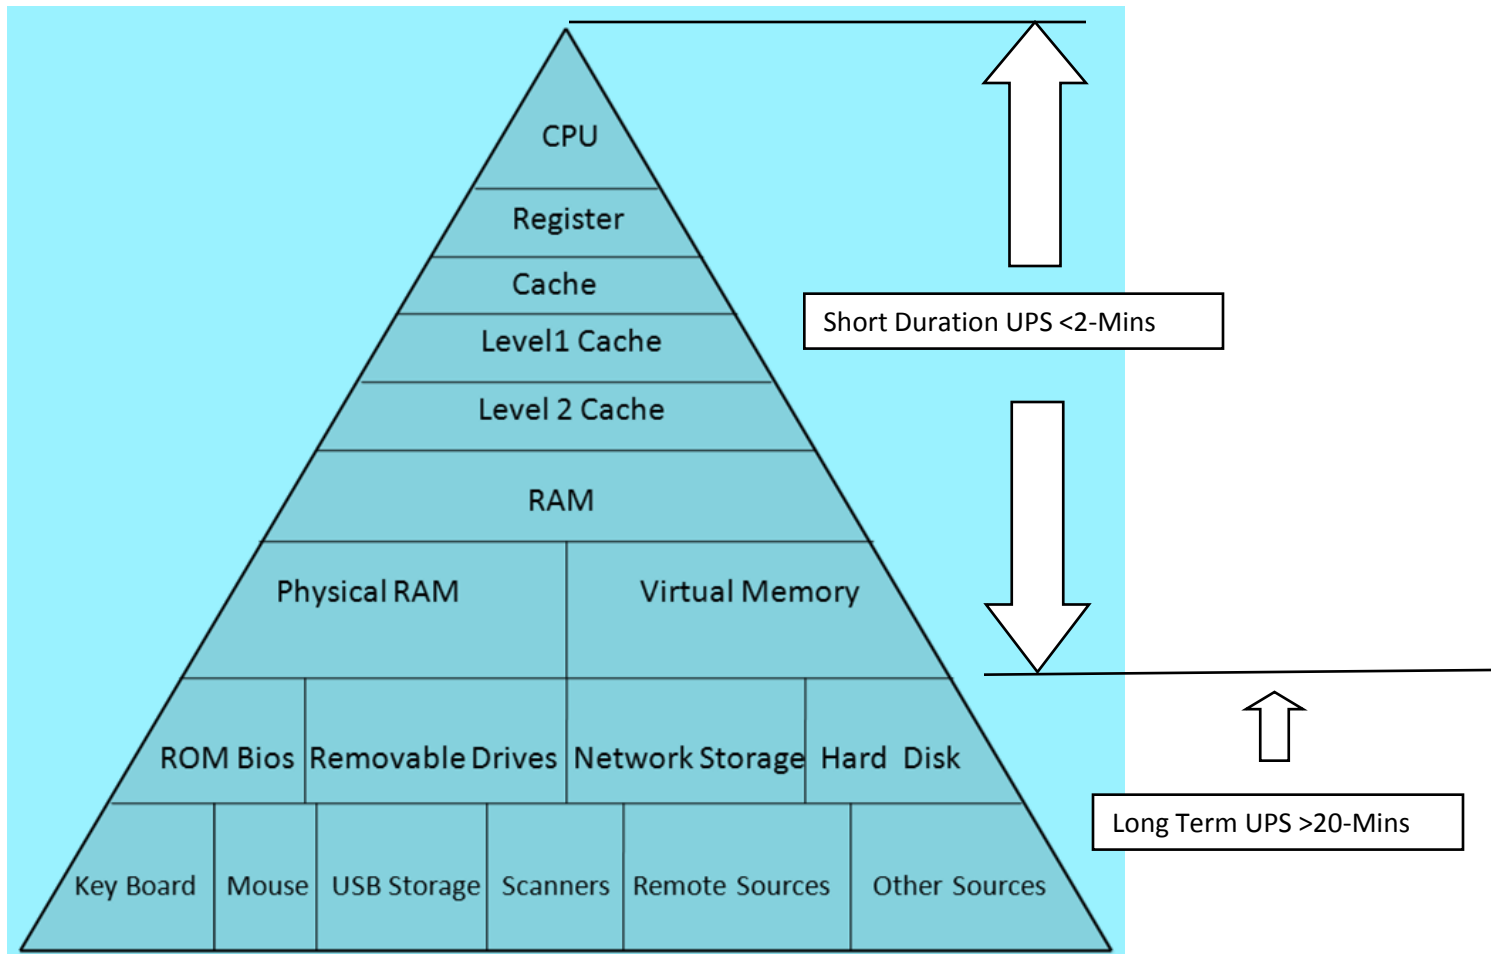 CPU
Register
Cache
Level1 Cache
Short Duration UPS <2-Mins
Level 2 Cache
RAM
Physical RAM
Virtual Memory
ROM Bios
Removable Drives
Network Storage
Hard Disk
Long Term UPS >20-Mins
Key Board
Mouse
USB Storage
Scanners
Remote Sources
Other Sources